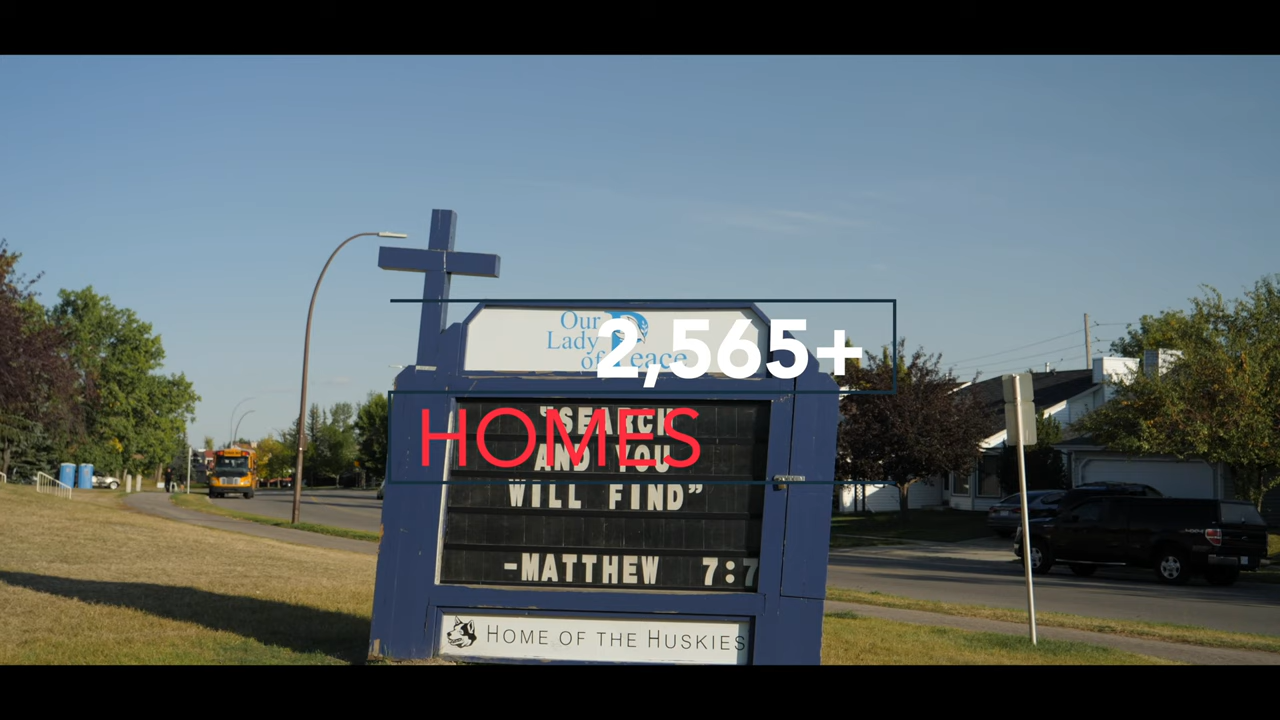 Our
Lady
of Peace
2,565+
HOMES
"SEARCH
AND YOU
WILL FIND”
-MATTHEW 7:7
HOME OF THE HUSKIES